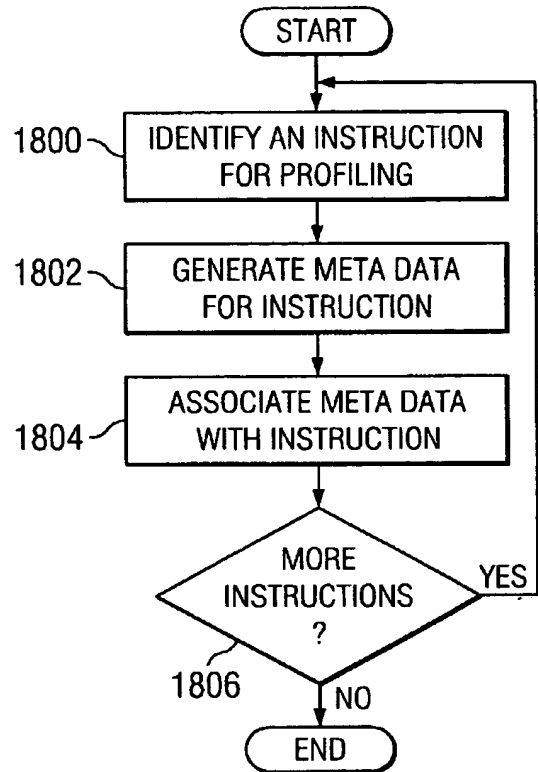 START
1800
IDENTIFY AN INSTRUCTION
FOR PROFILING
1802
GENERATE META DATA
FOR INSTRUCTION
1804
ASSOCIATE META DATA
WITH INSTRUCTION
MORE
INSTRUCTIONS
?
YES
1806
NO
END